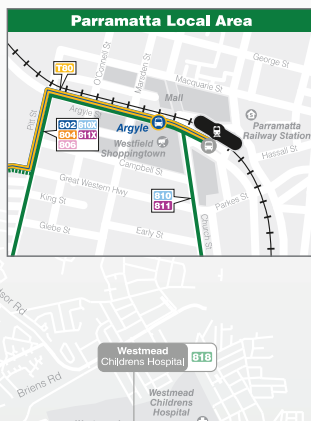 Parramatta Local Area
George St
O'Connell St
Marsden St
Macquarie St
T80
Mall
Pitt St
Argyle St
802 810X
804 811X
806
Argyle
Parramatta
Railway Station
Westfield
Shoppingtown
Hassall St
Campbell St
Great Western Hwy
810
811
King St
Parkes St
Church St
Glebe St
Early St
Westmead
Childrens Hospital
818
Briens Rd
Westmead
Childrens
Hospital